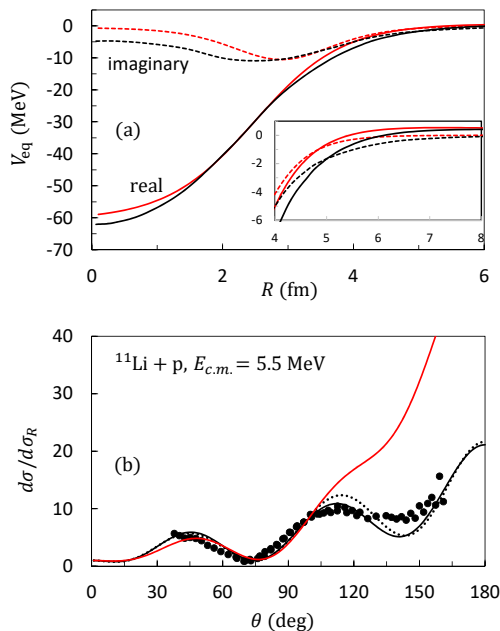 10
0
-10
-20
-30
-40
-50
-60
-70
V_eq (MeV)
imaginary
(a)
real
0
-2
-4
-6
4 5 6 7 8
0 2 4 6
R (fm)
40
30
20
10
0
dσ/dσ_R
¹¹Li + p, E_c.m. = 5.5 MeV
(b)
0 30 60 90 120 150 180
θ (deg)